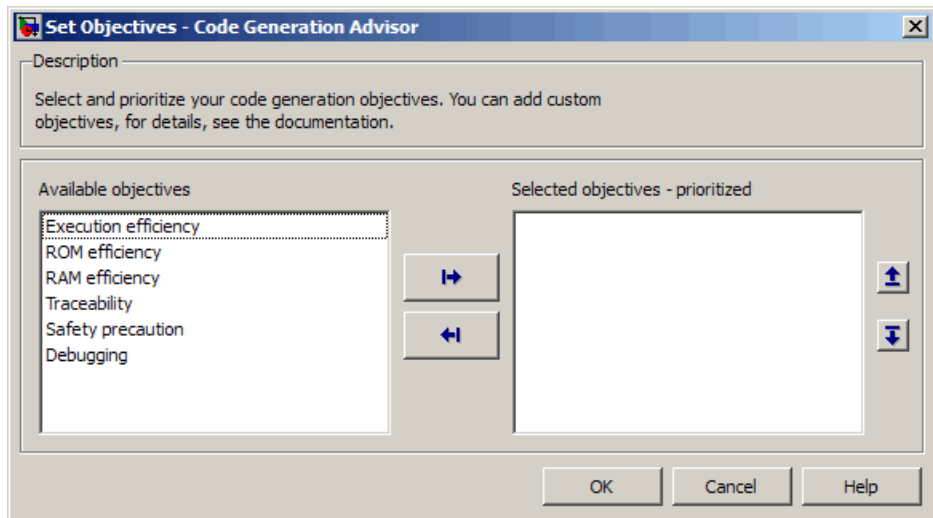 Set Objectives - Code Generation Advisor
Description
Select and prioritize your code generation objectives. You can add custom
objectives, for details, see the documentation.
Available objectives
Selected objectives - prioritized
Execution efficiency
ROM efficiency
RAM efficiency
Traceability
Safety precaution
Debugging
OK
Cancel
Help